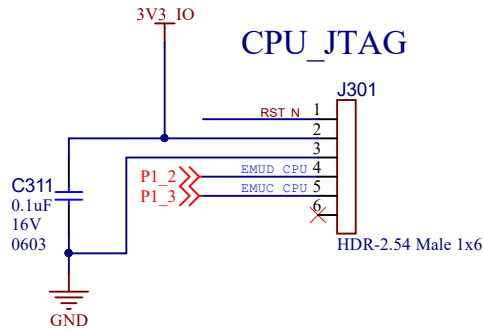 3V3_IO
CPU_JTAG
J301
RST_N 1
2
3
P1_2 EMUD_CPU 4
P1_3 EMUC_CPU 5
6
C311
0.1uF
16V
0603
HDR-2.54 Male 1x6
GND